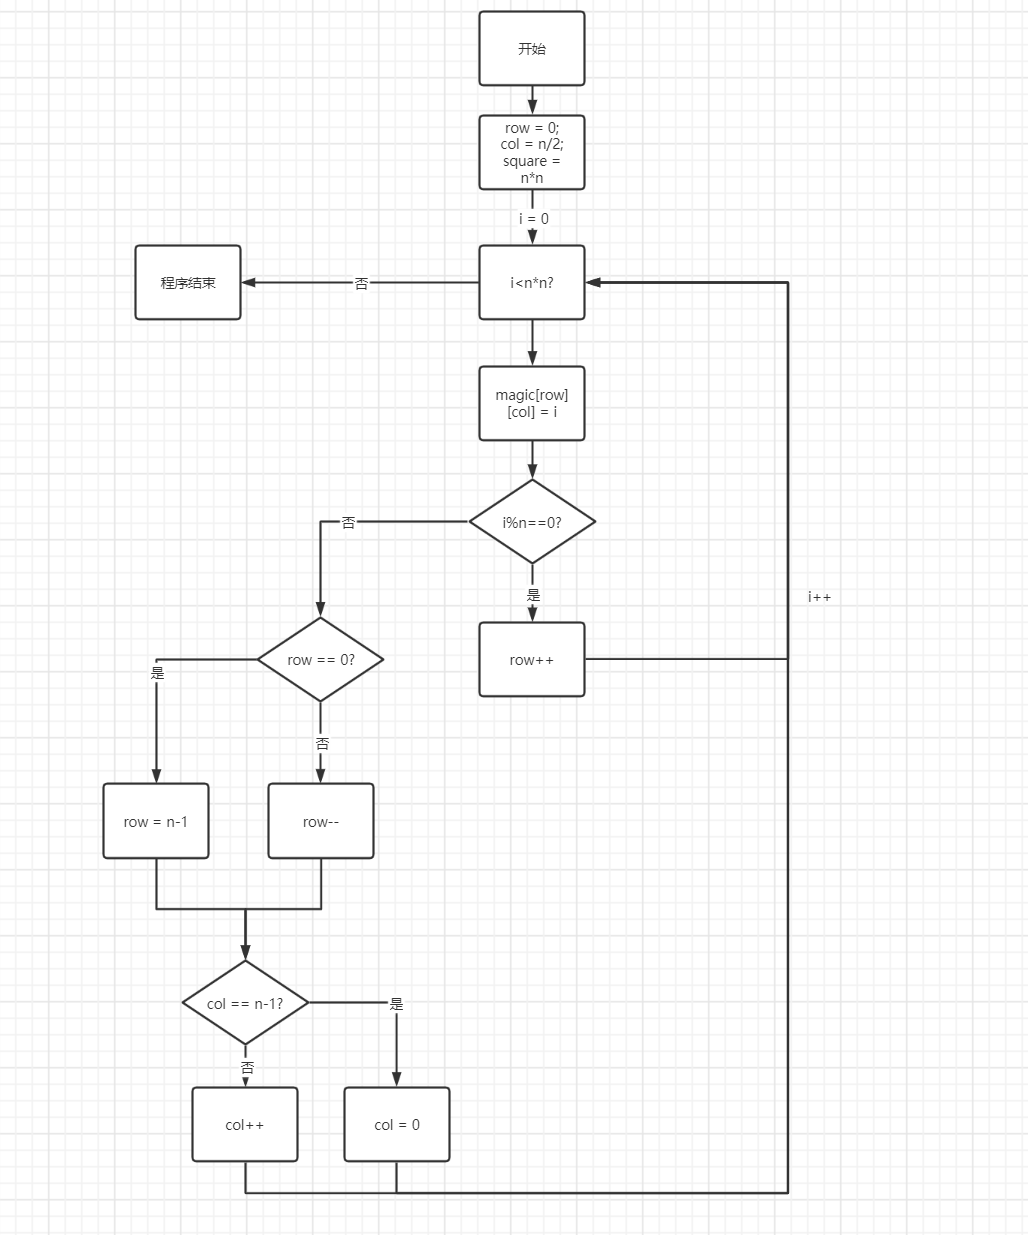 开始
row = 0;
col = n/2;
square =
n*n
i = 0
程序结束
否
i<n*n?
magic[row]
[col] = i
否
i%n==0?
是
i++
row == 0?
row++
是
否
row = n-1
row--
col == n-1?
是
否
col++
col = 0